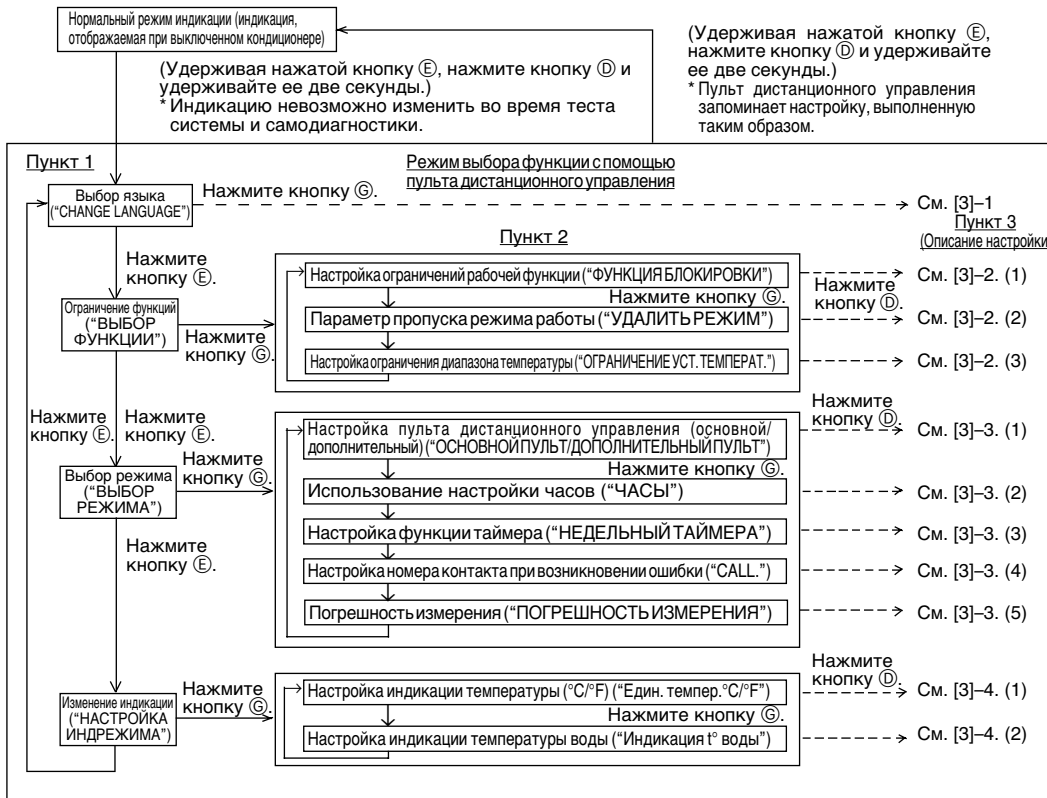 Нормальный режим индикации (индикация,
отображаемая при выключенном кондиционере)
(Удерживая нажатой кнопку Ⓔ, нажмите кнопку Ⓓ и
удерживайте ее две секунды.)
* Индикацию невозможно изменить во время теста
системы и самодиагностики.
(Удерживая нажатой кнопку Ⓔ,
нажмите кнопку Ⓓ и удерживайте
ее две секунды.)
* Пульт дистанционного управления
запоминает настройку, выполненную
таким образом.
Пункт 1
Режим выбора функции с помощью
пульта дистанционного управления
Выбор языка
("CHANGE LANGUAGE")
Нажмите кнопку Ⓖ.
См. [3]–1
Пункт 3
(Описание настройки
Пункт 2
Нажмите
кнопку Ⓔ.
Ограничение функций
("ВЫБОР
ФУНКЦИИ")
Нажмите
кнопку Ⓖ.
Настройка ограничений рабочей функции ("ФУНКЦИЯ БЛОКИРОВКИ")
Нажмите кнопку Ⓖ.
Нажмите
кнопку Ⓓ.
См. [3]–2. (1)
Параметр пропуска режима работы ("УДАЛИТЬ РЕЖИМ")
См. [3]–2. (2)
Настройка ограничения диапазона температуры ("ОГРАНИЧЕНИЕ УСТ. ТЕМПЕРАТ.")
См. [3]–2. (3)
Нажмите
кнопку Ⓔ.
Нажмите
кнопку Ⓔ.
Выбор режима
("ВЫБОР
РЕЖИМА")
Нажмите
кнопку Ⓖ.
Настройка пульта дистанционного управления (основной/
дополнительный) ("ОСНОВНОЙ ПУЛЬТ/ДОПОЛНИТЕЛЬНЫЙ ПУЛЬТ")
Нажмите кнопку Ⓖ.
Нажмите
кнопку Ⓓ.
См. [3]–3. (1)
Использование настройки часов ("ЧАСЫ")
См. [3]–3. (2)
Настройка функции таймера ("НЕДЕЛЬНЫЙ ТАЙМЕРА")
См. [3]–3. (3)
Настройка номера контакта при возникновении ошибки ("CALL.")
См. [3]–3. (4)
Погрешность измерения ("ПОГРЕШНОСТЬ ИЗМЕРЕНИЯ")
См. [3]–3. (5)
Нажмите
кнопку Ⓔ.
Изменение индикации
("НАСТРОЙКА
ИНДРЕЖИМА")
Нажмите
кнопку Ⓖ.
Настройка индикации температуры (°C/°F) ("Един. темпер.°C/°F")
Нажмите кнопку Ⓖ.
Нажмите
кнопку Ⓓ.
См. [3]–4. (1)
Настройка индикации температуры воды ("Индикация t° воды")
См. [3]–4. (2)